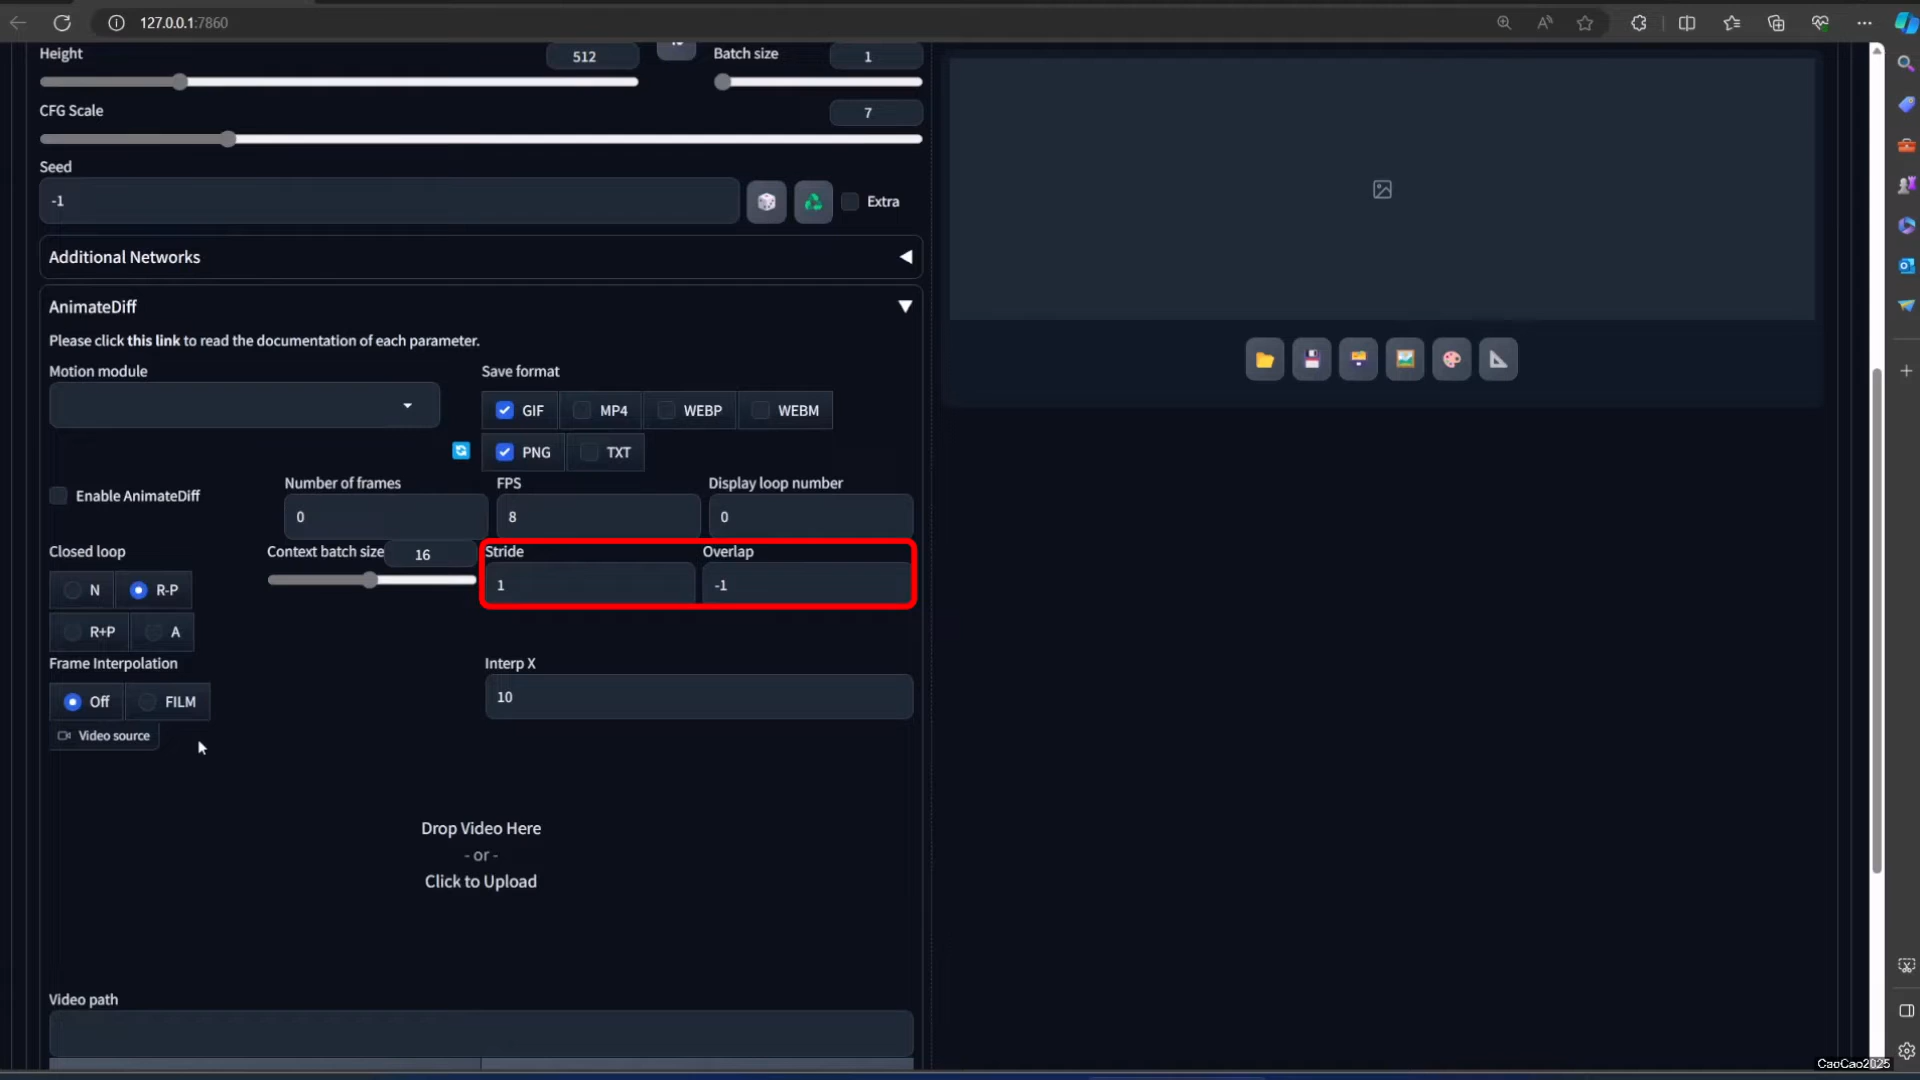 127.0.0.1:7860
Height
512
Batch size
1
CFG Scale
7
Seed
-1
Extra
Additional Networks
AnimateDiff
Please click this link to read the documentation of each parameter.
Motion module
Save format
GIF
MP4
WEBP
WEBM
PNG
TXT
Enable AnimateDiff
Number of frames
0
FPS
8
Display loop number
0
Closed loop
N
R-P
R+P
A
Context batch size
16
Stride
1
Overlap
-1
Frame Interpolation
Off
FILM
Interp X
10
Video source
Drop Video Here
- or -
Click to Upload
Video path
CaoCao2025